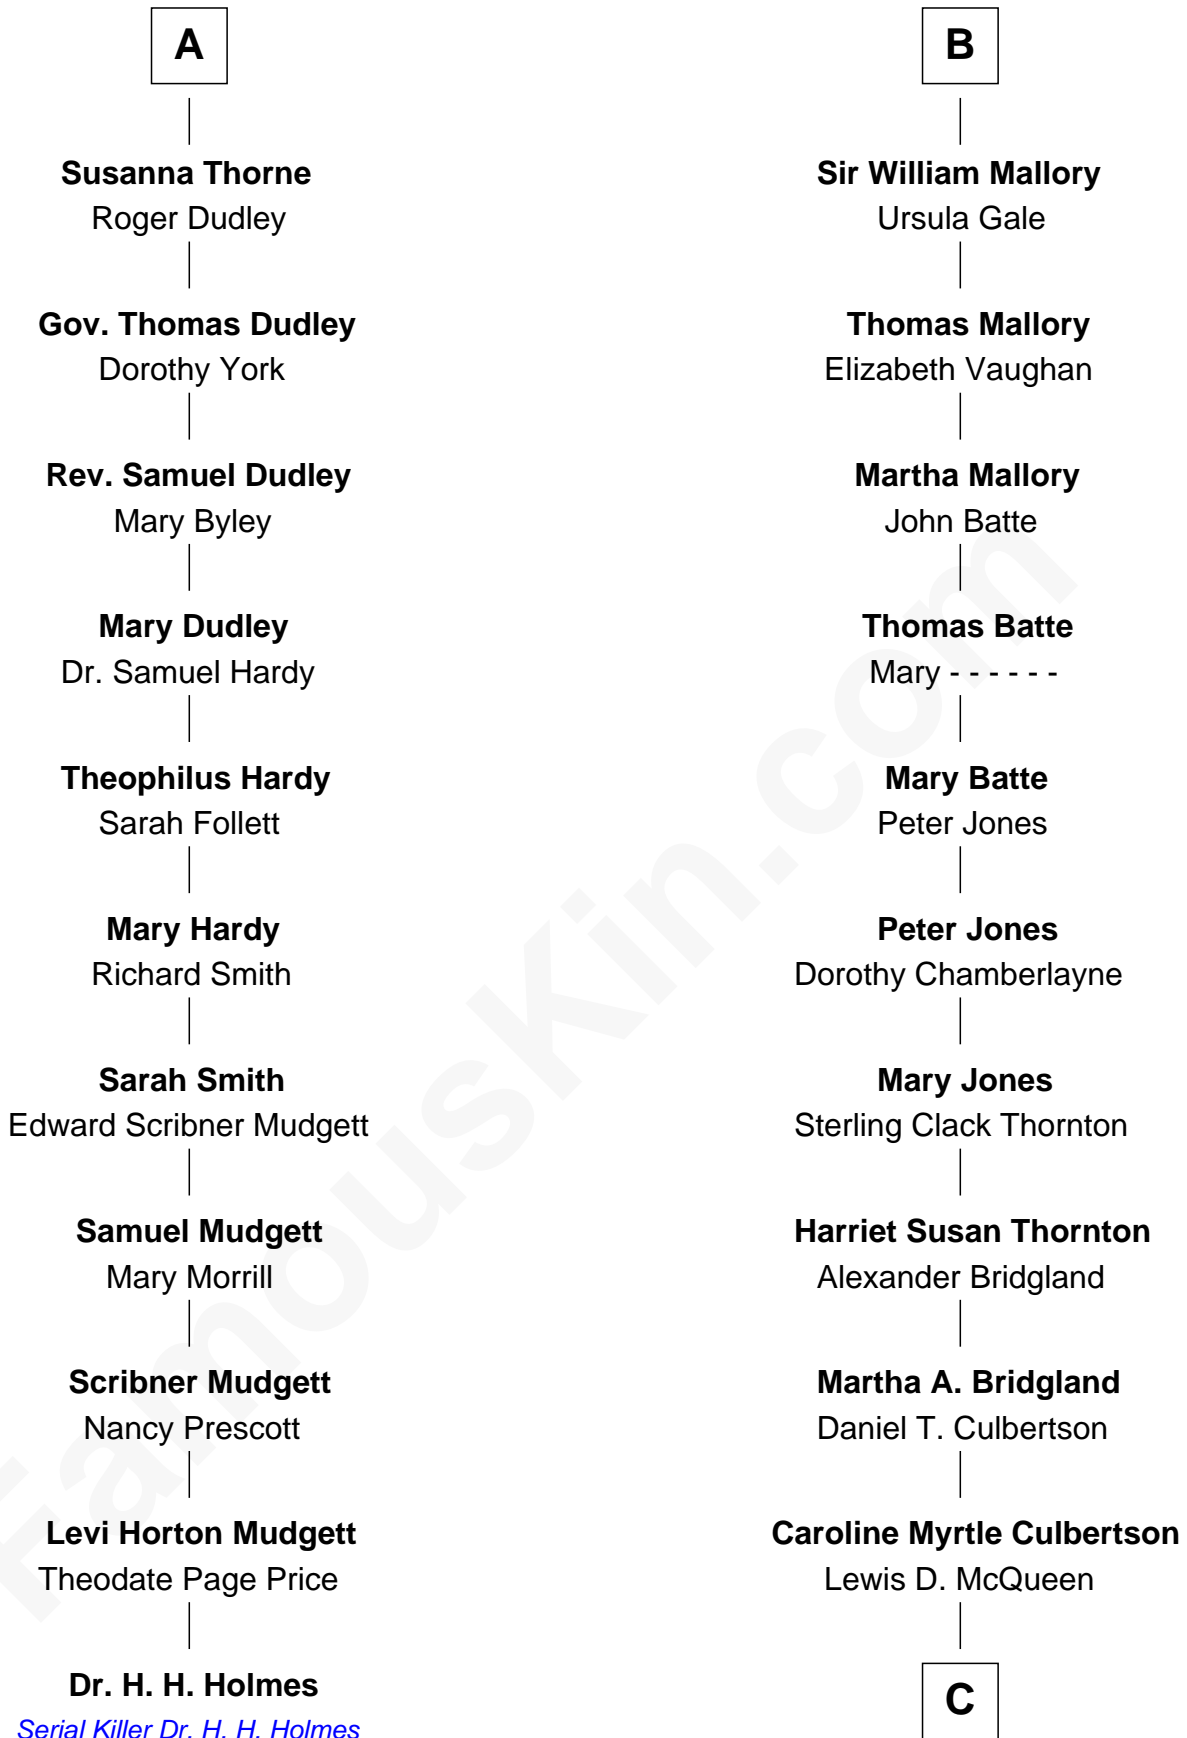 A
Susanna Thorne
Roger Dudley
Gov. Thomas Dudley
Dorothy York
Rev. Samuel Dudley
Mary Byley
Mary Dudley
Dr. Samuel Hardy
Theophilus Hardy
Sarah Follett
Mary Hardy
Richard Smith
Sarah Smith
Edward Scribner Mudgett
Samuel Mudgett
Mary Morrill
Scribner Mudgett
Nancy Prescott
Levi Horton Mudgett
Theodate Page Price
Dr. H. H. Holmes
Serial Killer Dr. H. H. Holmes
B
Sir William Mallory
Ursula Gale
Thomas Mallory
Elizabeth Vaughan
Martha Mallory
John Batte
Thomas Batte
Mary - - - - - -
Mary Batte
Peter Jones
Peter Jones
Dorothy Chamberlayne
Mary Jones
Sterling Clack Thornton
Harriet Susan Thornton
Alexander Bridgland
Martha A. Bridgland
Daniel T. Culbertson
Caroline Myrtle Culbertson
Lewis D. McQueen
C
FamousKin.com